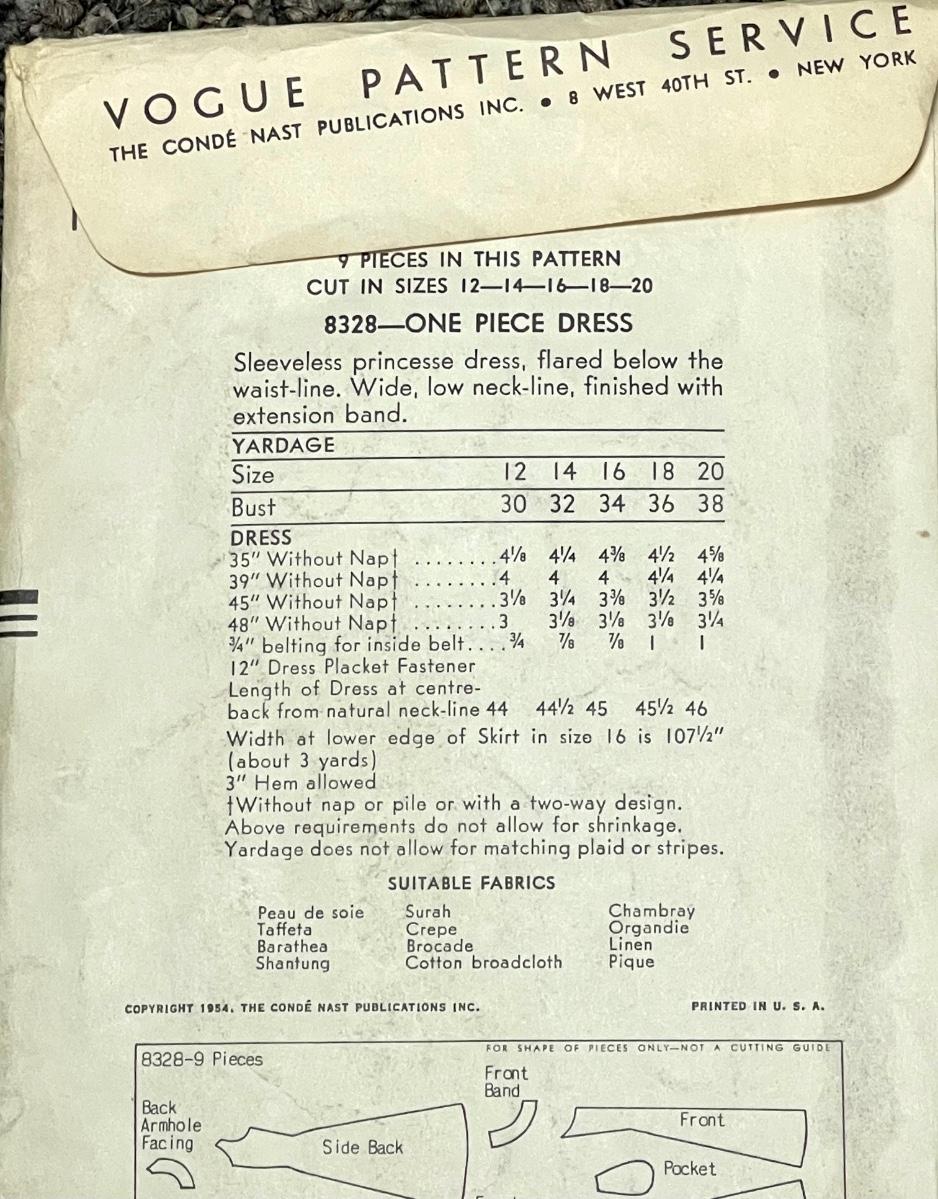 VOGUE PATTERN SERVICE
THE CONDÉ NAST PUBLICATIONS INC. • 8 WEST 40TH ST. • NEW YORK
9 PIECES IN THIS PATTERN
CUT IN SIZES 12—14—16—18—20
8328—ONE PIECE DRESS
Sleeveless princesse dress, flared below the
waist-line. Wide, low neck-line, finished with
extension band.
YARDAGE
Size 12 14 16 18 20
Bust 30 32 34 36 38
DRESS
35" Without Nap† ........4⅛ 4¼ 4⅜ 4½ 4⅝
39" Without Nap† ........4 4 4 4¼ 4¼
45" Without Nap† ........3⅛ 3¼ 3⅜ 3½ 3⅝
48" Without Nap† ........3 3⅛ 3⅛ 3⅛ 3¼
¾" belting for inside belt....¾ ⅞ ⅞ 1 1
12" Dress Placket Fastener
Length of Dress at centre-
back from natural neck-line 44 44½ 45 45½ 46
Width at lower edge of Skirt in size 16 is 107½"
(about 3 yards)
3" Hem allowed
†Without nap or pile or with a two-way design.
Above requirements do not allow for shrinkage.
Yardage does not allow for matching plaid or stripes.
SUITABLE FABRICS
Peau de soie Surah Chambray
Taffeta Crepe Organdie
Barathea Brocade Linen
Shantung Cotton broadcloth Pique
COPYRIGHT 1954, THE CONDÉ NAST PUBLICATIONS INC. PRINTED IN U. S. A.
FOR SHAPE OF PIECES ONLY—NOT A CUTTING GUIDE
8328-9 Pieces
Front
Band
Back
Armhole
Facing
Side Back
Front
Pocket